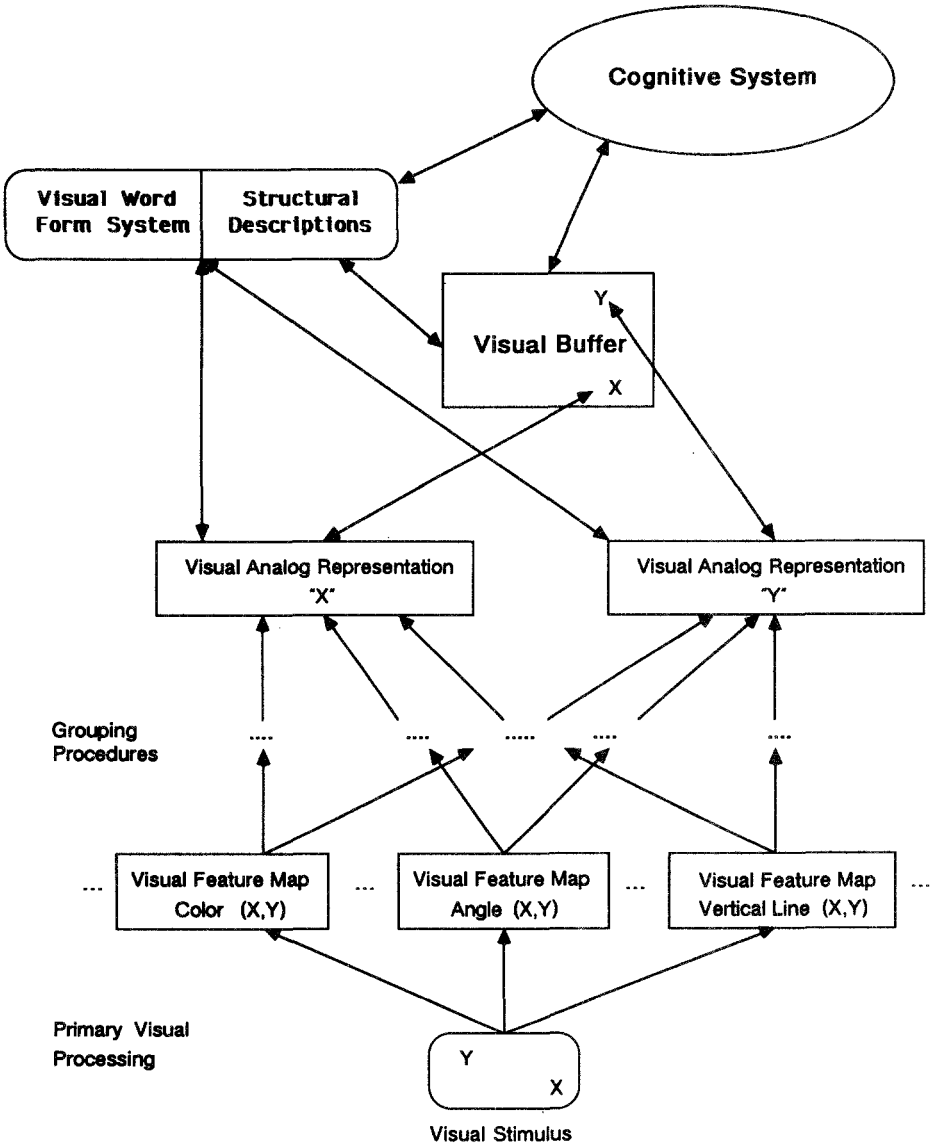 Cognitive System
Visual Word
Form System
Structural
Descriptions
Y
Visual Buffer
X
Visual Analog Representation
"X"
Visual Analog Representation
"Y"
Grouping
Procedures
.... .... ..... .... ....
... Visual Feature Map
Color (X,Y)
... Visual Feature Map
Angle (X,Y)
... Visual Feature Map
Vertical Line (X,Y)
...
Primary Visual
Processing
Y
X
Visual Stimulus